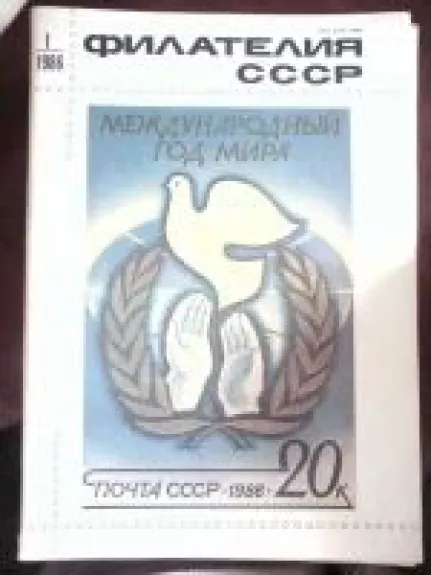 1
1986
ФИЛАТЕЛИЯ
СССР
МЕЖДУНАРОДНЫЙ
ГОД МИРА
ПОЧТА СССР •1986• 20к